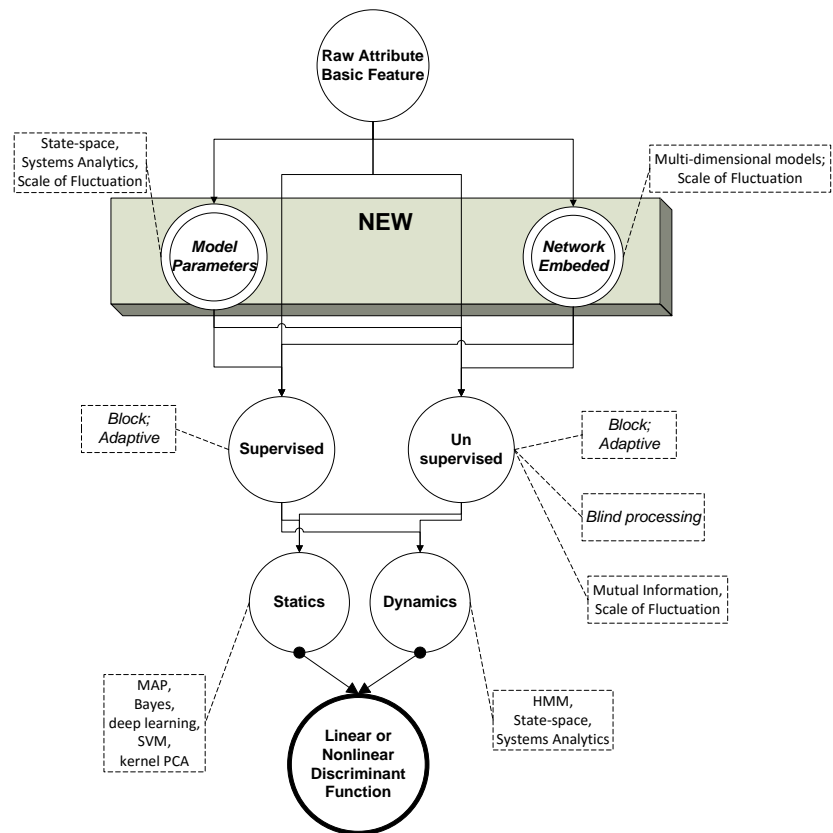 Raw Attribute
Basic Feature
State-space,
Systems Analytics,
Scale of Fluctuation
Multi-dimensional models;
Scale of Fluctuation
NEW
Model
Parameters
Network
Embeded
Block;
Adaptive
Supervised
Un
supervised
Block;
Adaptive
Blind processing
Mutual Information,
Scale of Fluctuation
Statics
Dynamics
MAP,
Bayes,
deep learning,
SVM,
kernel PCA
HMM,
State-space,
Systems Analytics
Linear or
Nonlinear
Discriminant
Function